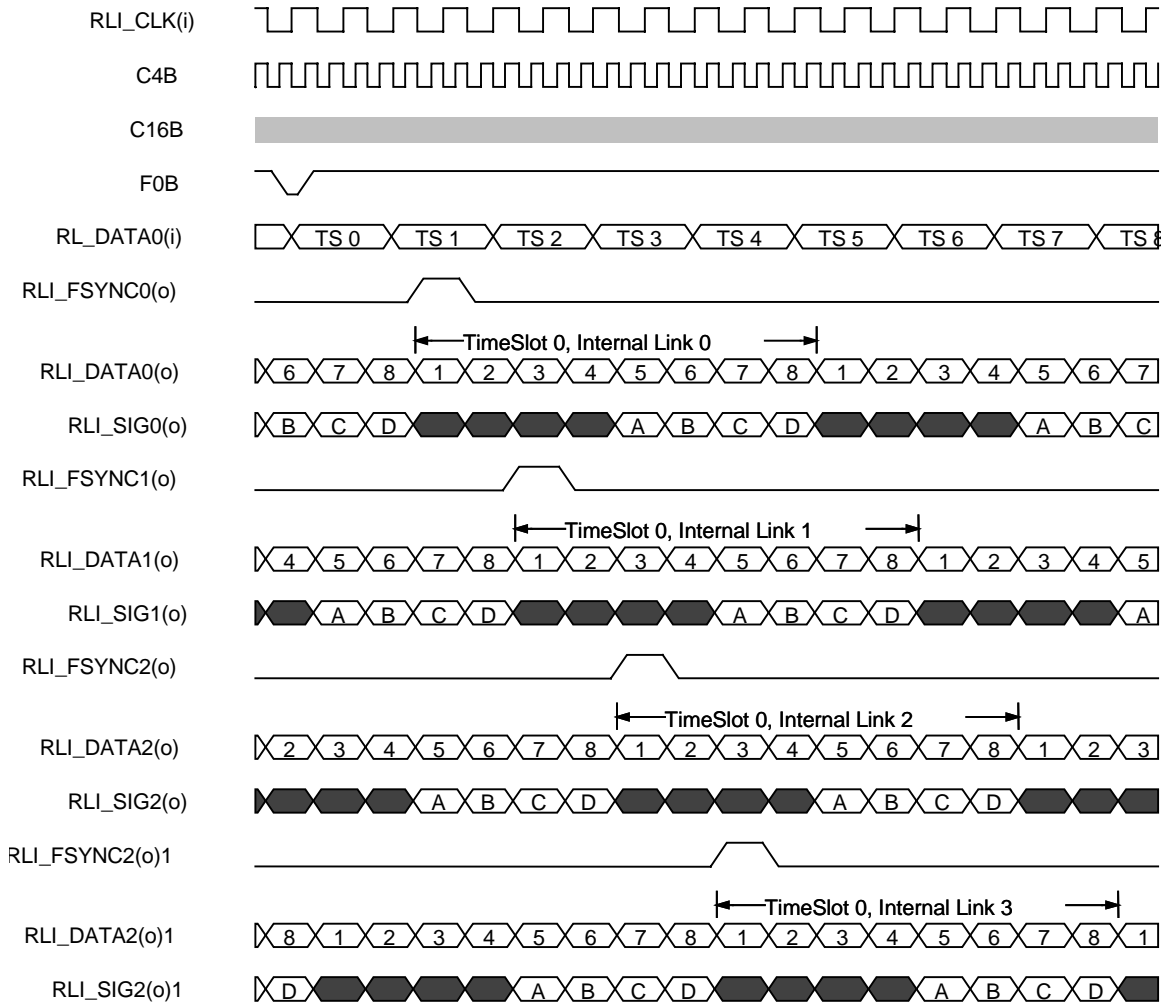 RLI_CLK(i)
C4B
C16B
F0B
RL_DATA0(i) TS 0 TS 1 TS 2 TS 3 TS 4 TS 5 TS 6 TS 7 TS 8
RLI_FSYNC0(o)
TimeSlot 0, Internal Link 0
RLI_DATA0(o) 6 7 8 1 2 3 4 5 6 7 8 1 2 3 4 5 6 7
RLI_SIG0(o) B C D A B C D A B C
RLI_FSYNC1(o)
TimeSlot 0, Internal Link 1
RLI_DATA1(o) 4 5 6 7 8 1 2 3 4 5 6 7 8 1 2 3 4 5
RLI_SIG1(o) A B C D A B C D A
RLI_FSYNC2(o)
TimeSlot 0, Internal Link 2
RLI_DATA2(o) 2 3 4 5 6 7 8 1 2 3 4 5 6 7 8 1 2 3
RLI_SIG2(o) A B C D A B C D
RLI_FSYNC2(o)1
TimeSlot 0, Internal Link 3
RLI_DATA2(o)1 8 1 2 3 4 5 6 7 8 1 2 3 4 5 6 7 8 1
RLI_SIG2(o)1 D A B C D A B C D